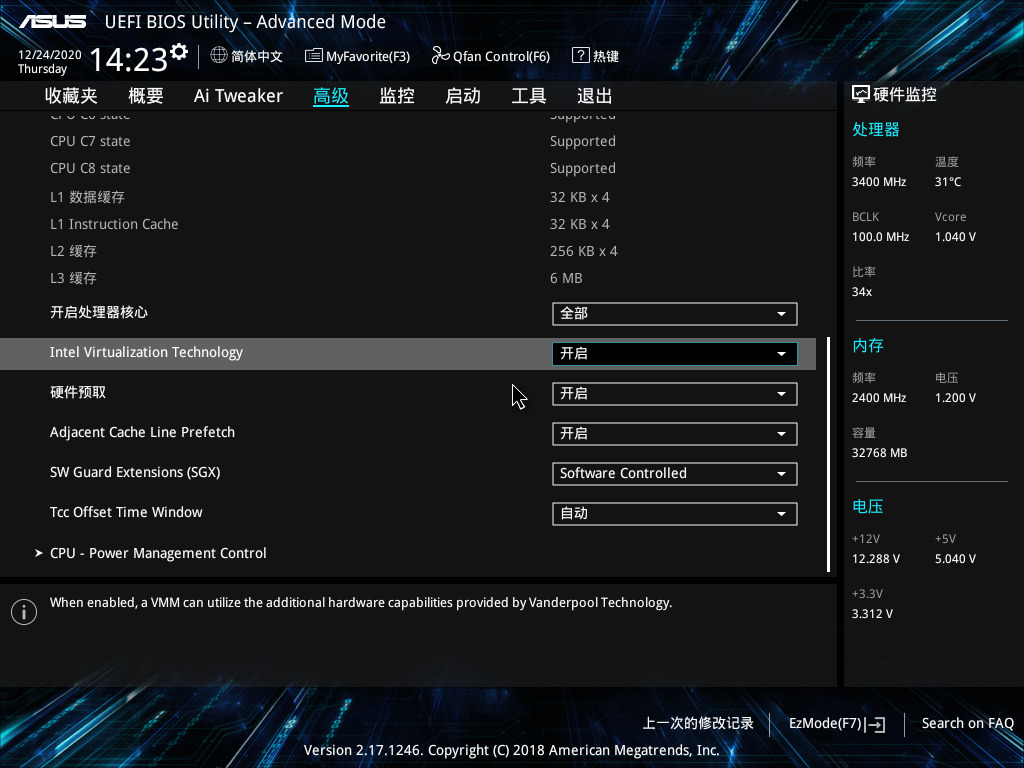 ASUS UEFI BIOS Utility – Advanced Mode
12/24/2020
Thursday
14:23
简体中文 MyFavorite(F3) Qfan Control(F6) ? 热键
收藏夹 概要 Ai Tweaker 高级 监控 启动 工具 退出
CPU C7 state Supported
CPU C8 state Supported
L1 数据缓存 32 KB x 4
L1 Instruction Cache 32 KB x 4
L2 缓存 256 KB x 4
L3 缓存 6 MB
开启处理器核心 全部
Intel Virtualization Technology 开启
硬件预取 开启
Adjacent Cache Line Prefetch 开启
SW Guard Extensions (SGX) Software Controlled
Tcc Offset Time Window 自动
CPU - Power Management Control
When enabled, a VMM can utilize the additional hardware capabilities provided by Vanderpool Technology.
硬件监控
处理器
频率 温度
3400 MHz 31°C
BCLK Vcore
100.0 MHz 1.040 V
比率
34x
内存
频率 电压
2400 MHz 1.200 V
容量
32768 MB
电压
+12V +5V
12.288 V 5.040 V
+3.3V
3.312 V
上一次的修改记录 EzMode(F7) Search on FAQ
Version 2.17.1246. Copyright (C) 2018 American Megatrends, Inc.